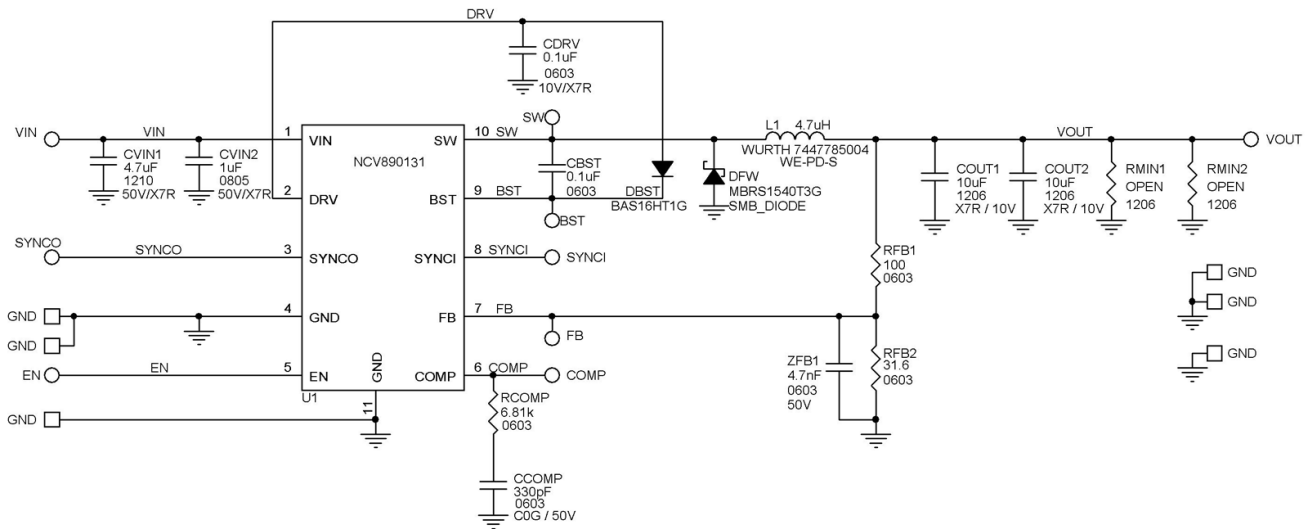 DRV
CDRV
0.1uF
0603
10V/X7R
VIN
VIN
1
VIN
CVIN1
4.7uF
1210
50V/X7R
CVIN2
1uF
0805
50V/X7R
NCV890131
SW
10
SW
SW
CBST
0.1uF
0603
L1
4.7uH
WURTH 7447785004
WE-PD-S
VOUT
VOUT
2
DRV
BST
9
BST
DBST
BAS16HT1G
BST
DFW
MBRS1540T3G
SMB_DIODE
COUT1
10uF
1206
X7R / 10V
COUT2
10uF
1206
X7R / 10V
RMIN1
OPEN
1206
RMIN2
OPEN
1206
SYNCO
SYNCO
3
SYNCO
SYNCI
8
SYNCI
SYNCI
RFB1
100
0603
GND
GND
GND
GND
GND
4
GND
FB
7
FB
FB
ZFB1
4.7nF
0603
50V
RFB2
31.6
0603
EN
EN
5
EN
GND
COMP
6
COMP
COMP
U1
GND
11
RCOMP
6.81k
0603
CCOMP
330pF
0603
C0G / 50V